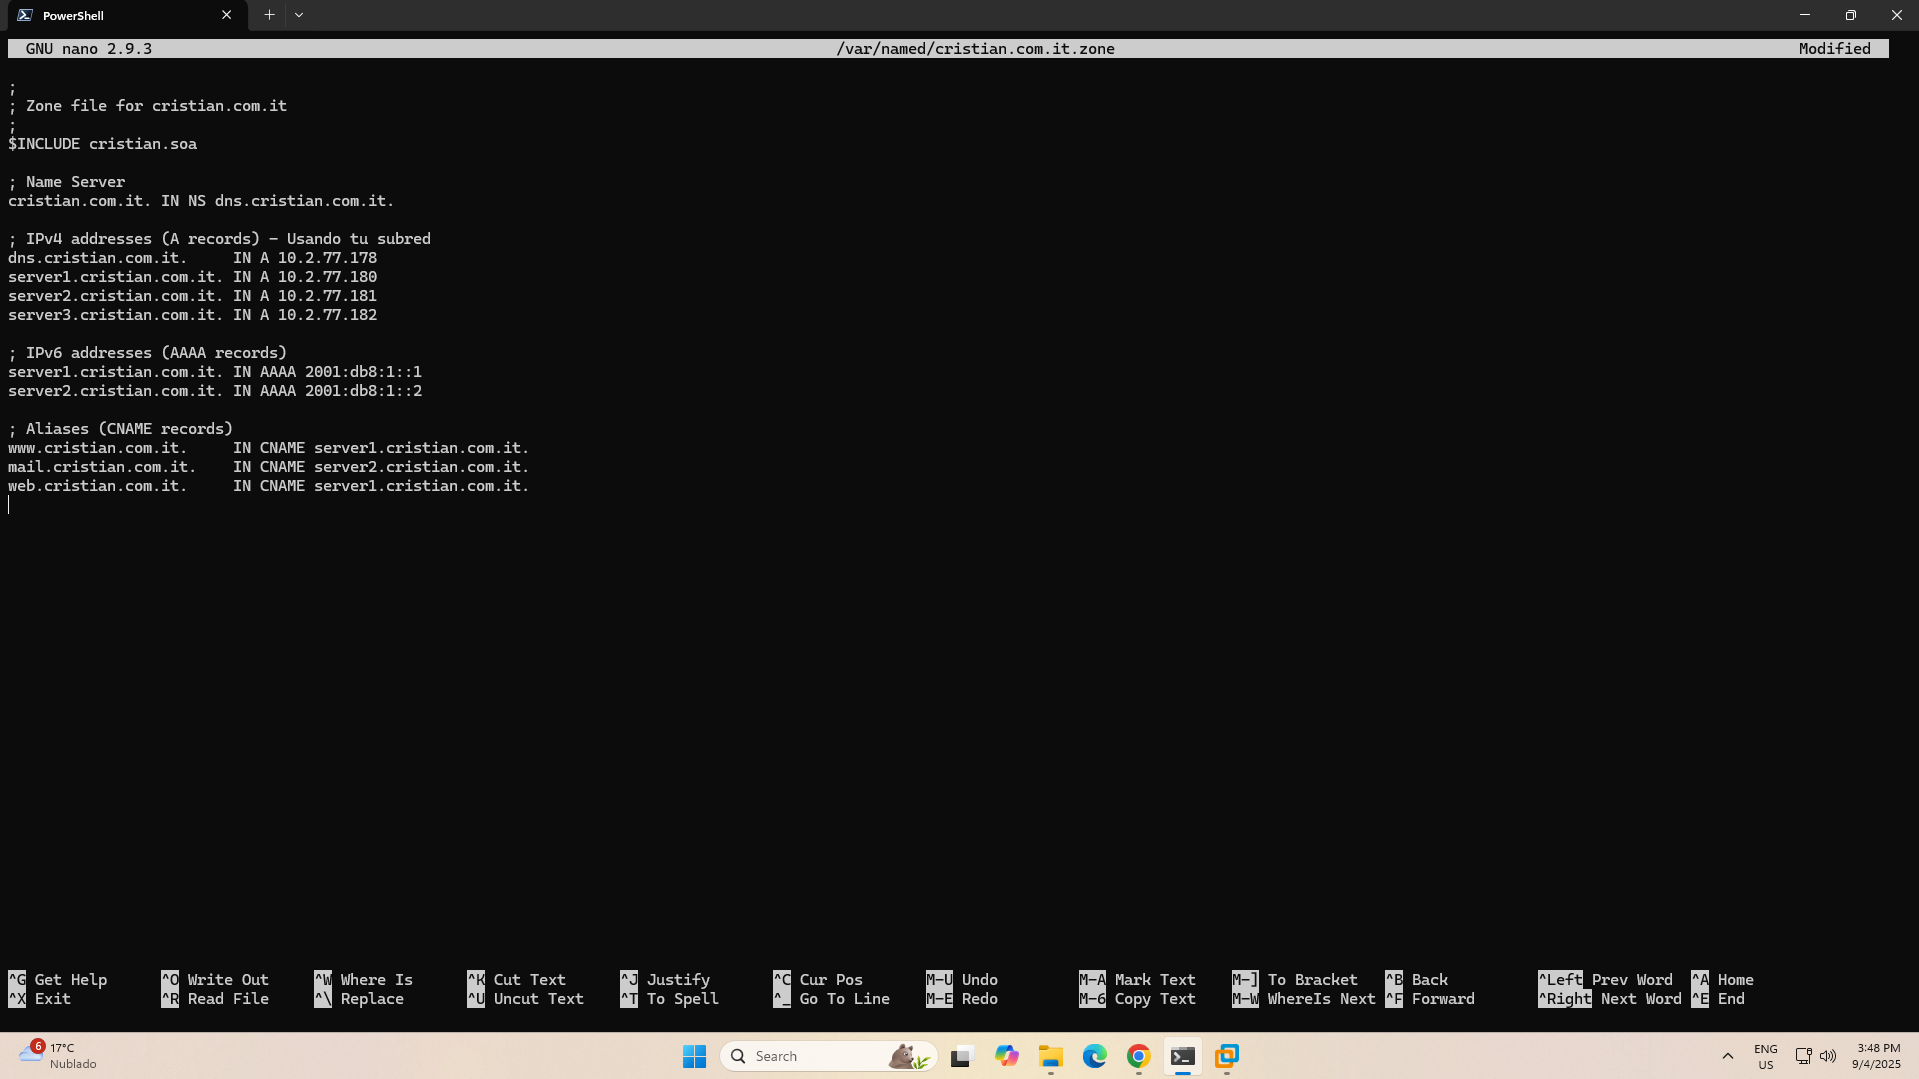 PowerShell
GNU nano 2.9.3 /var/named/cristian.com.it.zone Modified
;
; Zone file for cristian.com.it
;
$INCLUDE cristian.soa
; Name Server
cristian.com.it. IN NS dns.cristian.com.it.
; IPv4 addresses (A records) - Usando tu subred
dns.cristian.com.it.     IN A 10.2.77.178
server1.cristian.com.it. IN A 10.2.77.180
server2.cristian.com.it. IN A 10.2.77.181
server3.cristian.com.it. IN A 10.2.77.182
; IPv6 addresses (AAAA records)
server1.cristian.com.it. IN AAAA 2001:db8:1::1
server2.cristian.com.it. IN AAAA 2001:db8:1::2
; Aliases (CNAME records)
www.cristian.com.it.     IN CNAME server1.cristian.com.it.
mail.cristian.com.it.    IN CNAME server2.cristian.com.it.
web.cristian.com.it.     IN CNAME server1.cristian.com.it.
^G Get Help ^O Write Out ^W Where Is ^K Cut Text ^J Justify ^C Cur Pos M-U Undo M-A Mark Text M-] To Bracket ^B Back ^Left Prev Word ^A Home
^X Exit ^R Read File ^\ Replace ^U Uncut Text ^T To Spell ^_ Go To Line M-E Redo M-6 Copy Text M-W WhereIs Next ^F Forward ^Right Next Word ^E End
6 17°C
Nublado
Search
ENG
US
3:48 PM
9/4/2025